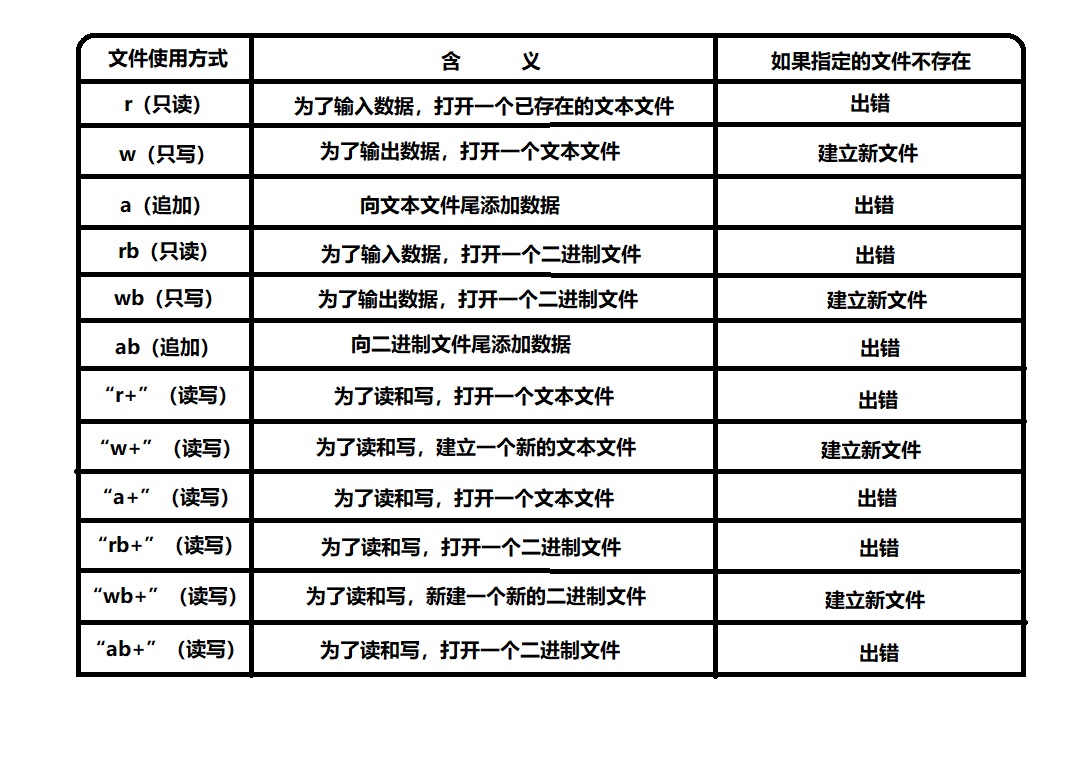 文件使用方式 含 义 如果指定的文件不存在
r（只读） 为了输入数据，打开一个已存在的文本文件 出错
w（只写） 为了输出数据，打开一个文本文件 建立新文件
a（追加） 向文本文件尾添加数据 出错
rb（只读） 为了输入数据，打开一个二进制文件 出错
wb（只写） 为了输出数据，打开一个二进制文件 建立新文件
ab（追加） 向二进制文件尾添加数据 出错
“r+”（读写） 为了读和写，打开一个文本文件 出错
“w+”（读写） 为了读和写，建立一个新的文本文件 建立新文件
“a+”（读写） 为了读和写，打开一个文本文件 出错
“rb+”（读写） 为了读和写，打开一个二进制文件 出错
“wb+”（读写） 为了读和写，新建一个新的二进制文件 建立新文件
“ab+”（读写） 为了读和写，打开一个二进制文件 出错